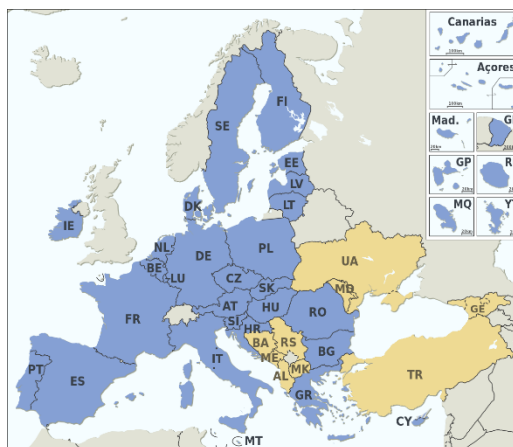 Canarias
Açores
Mad.
GP
MQ
FI
SE
EE
LV
LT
DK
IE
NL
BE
LU
DE
PL
CZ
SK
UA
MD
FR
AT
HU
RO
SI
HR
BA
RS
ME
BG
IT
AL
MK
GR
PT
ES
TR
GE
CY
MT